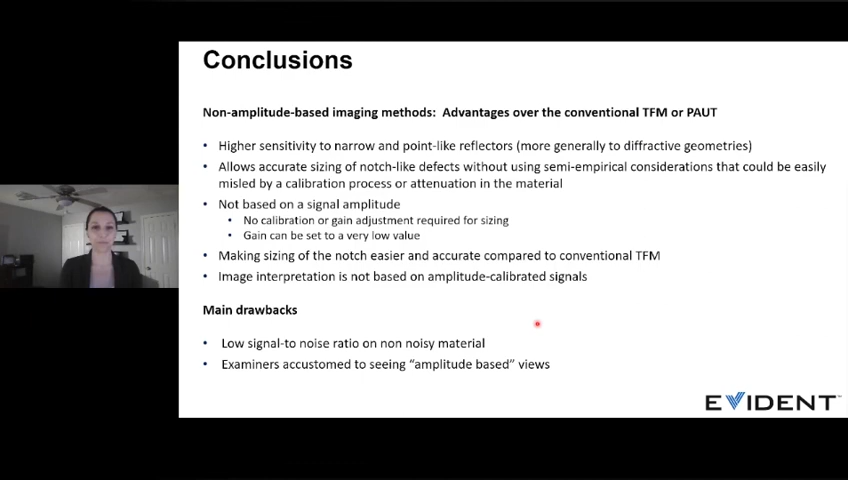 Conclusions
Non-amplitude-based imaging methods: Advantages over the conventional TFM or PAUT
• Higher sensitivity to narrow and point-like reflectors (more generally to diffractive geometries)
• Allows accurate sizing of notch-like defects without using semi-empirical considerations that could be easily
misled by a calibration process or attenuation in the material
• Not based on a signal amplitude
• No calibration or gain adjustment required for sizing
• Gain can be set to a very low value
• Making sizing of the notch easier and accurate compared to conventional TFM
• Image interpretation is not based on amplitude-calibrated signals
Main drawbacks
• Low signal-to noise ratio on non noisy material
• Examiners accustomed to seeing “amplitude based” views
EVIDENT